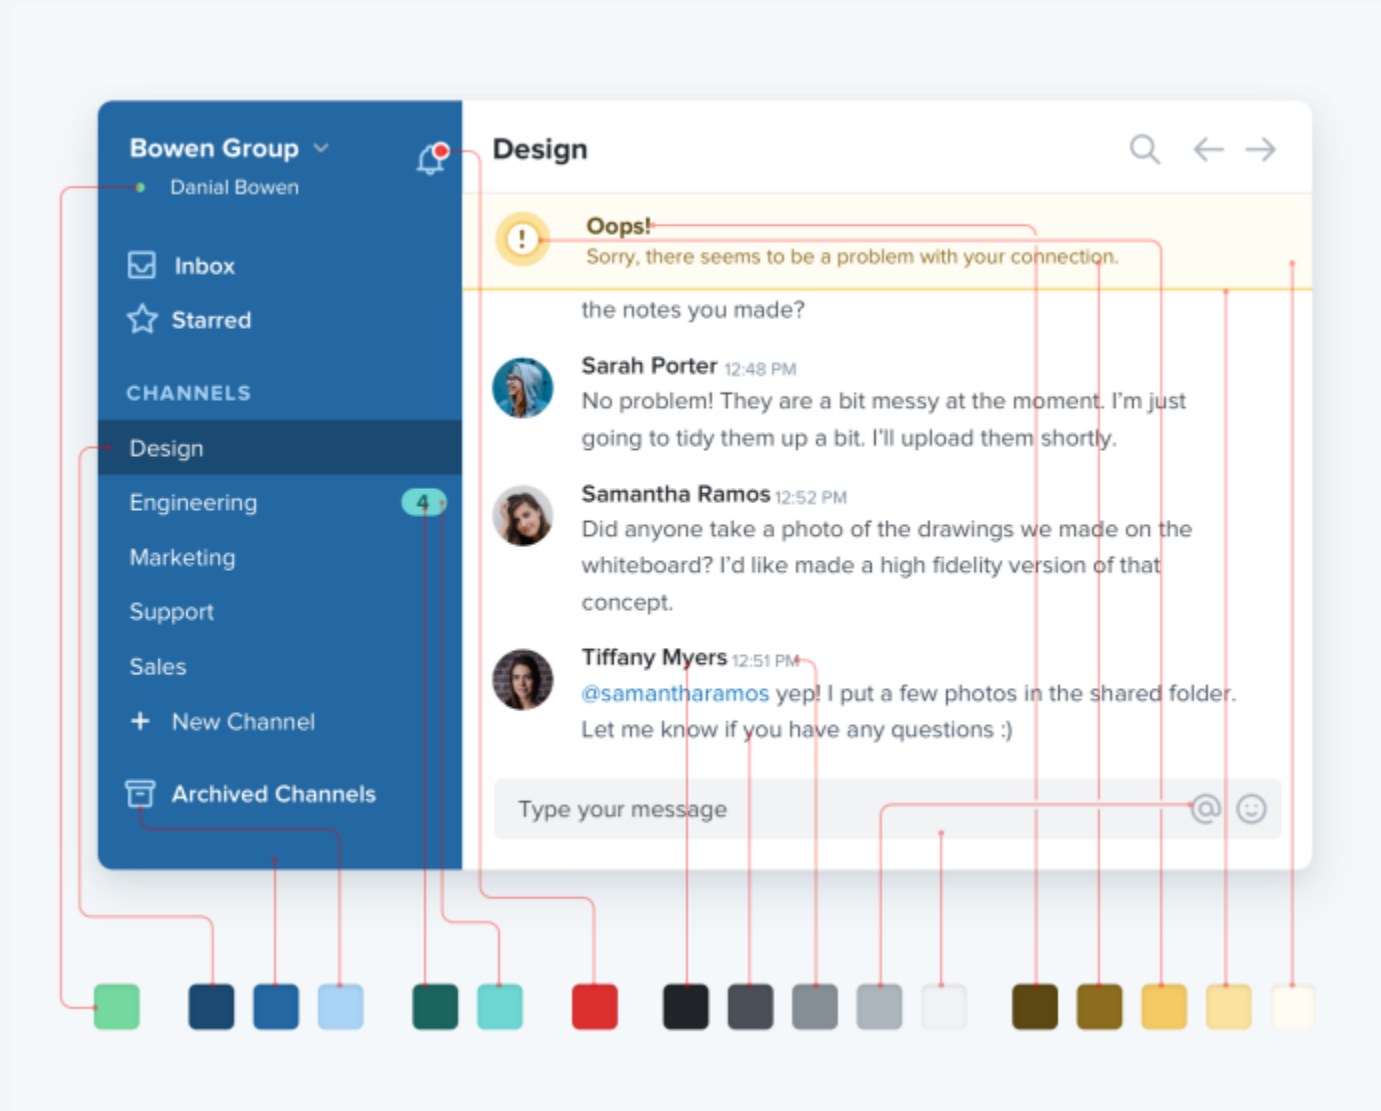 Bowen Group
Danial Bowen
Inbox
Starred
CHANNELS
Design
Engineering 4
Marketing
Support
Sales
+ New Channel
Archived Channels
Design
!
Oops!
Sorry, there seems to be a problem with your connection.
the notes you made?
Sarah Porter 12:48 PM
No problem! They are a bit messy at the moment. I'm just
going to tidy them up a bit. I'll upload them shortly.
Samantha Ramos 12:52 PM
Did anyone take a photo of the drawings we made on the
whiteboard? I'd like made a high fidelity version of that
concept.
Tiffany Myers 12:51 PM
@samantharamos yep! I put a few photos in the shared folder.
Let me know if you have any questions :)
Type your message @